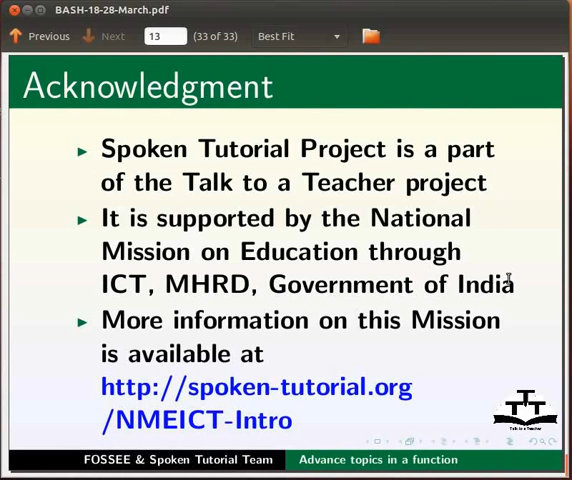 BASH-18-28-March.pdf
Previous Next 13 (33 of 33) Best Fit
Acknowledgment
Spoken Tutorial Project is a part
of the Talk to a Teacher project
It is supported by the National
Mission on Education through
ICT, MHRD, Government of India
More information on this Mission
is available at
http://spoken-tutorial.org
/NMEICT-Intro
Talk to a Teacher
FOSSEE & Spoken Tutorial Team Advance topics in a function